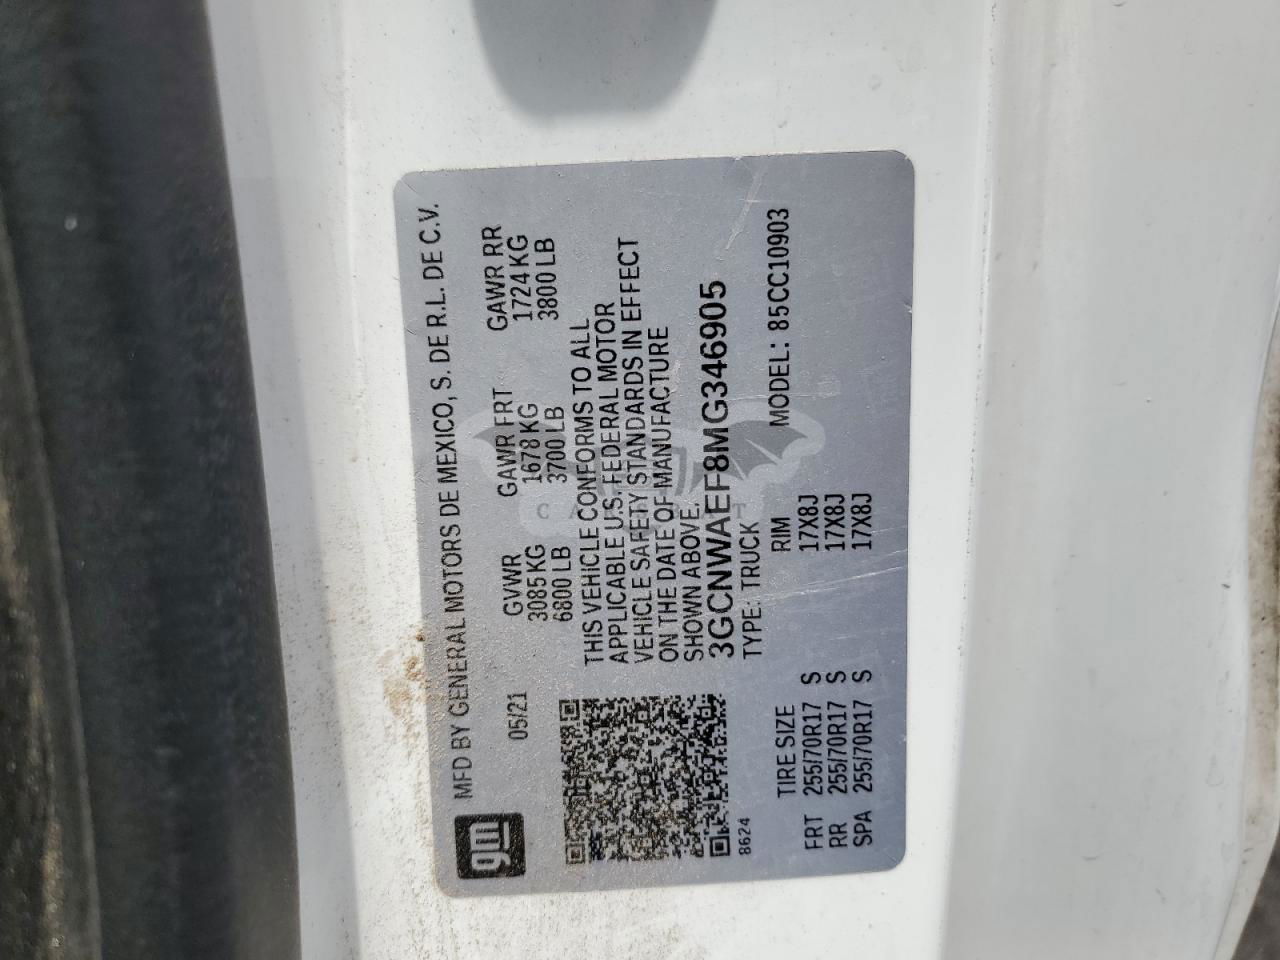 gm
MFD BY GENERAL MOTORS DE MEXICO, S. DE R.L. DE C.V.
05/21
GVWR GAWR FRT GAWR RR
3085 KG 1678 KG 1724 KG
6800 LB 3700 LB 3800 LB
THIS VEHICLE CONFORMS TO ALL
APPLICABLE U.S. FEDERAL MOTOR
VEHICLE SAFETY STANDARDS IN EFFECT
ON THE DATE OF MANUFACTURE
SHOWN ABOVE.
3GCNWAEF8MG346905
8624
TYPE: TRUCK MODEL: 85CC10903
TIRE SIZE RIM
FRT 255/70R17 S 17X8J
RR 255/70R17 S 17X8J
SPA 255/70R17 S 17X8J